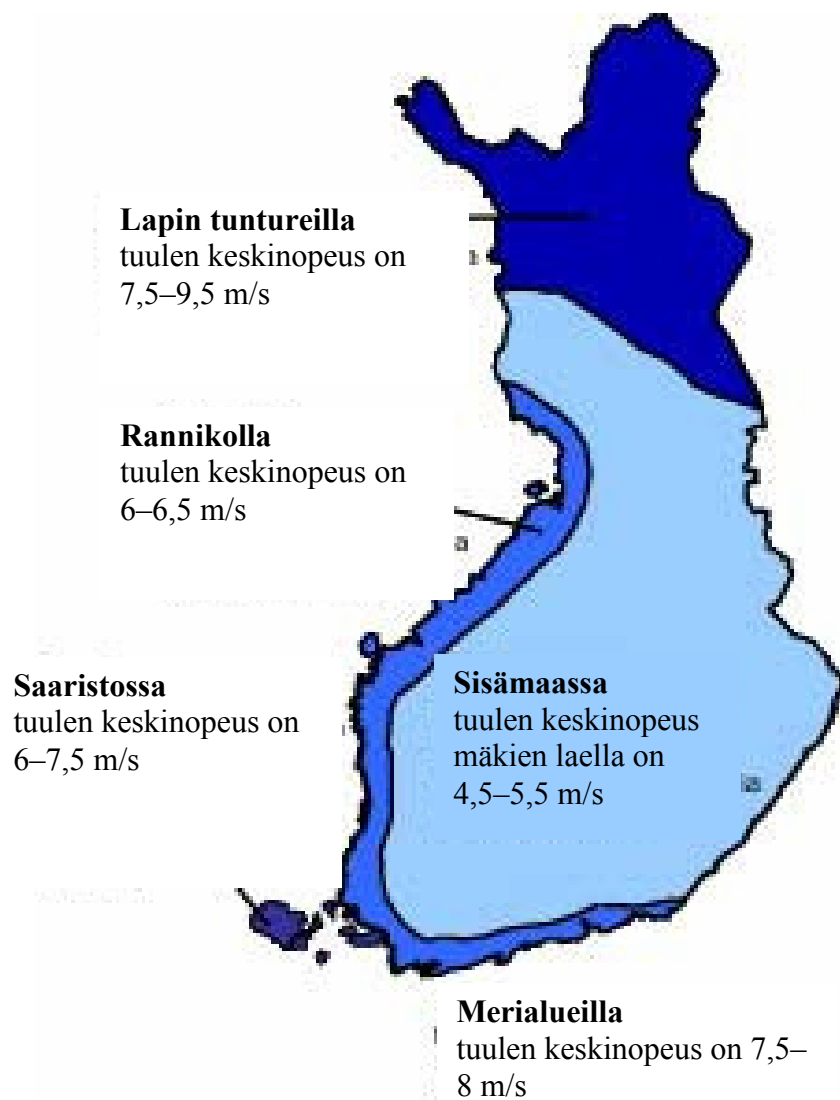 Lapin tuntureilla
tuulen keskinopeus on
7,5–9,5 m/s
Rannikolla
tuulen keskinopeus on
6–6,5 m/s
Saaristossa
tuulen keskinopeus on
6–7,5 m/s
Sisämaassa
tuulen keskinopeus
mäkien laella on
4,5–5,5 m/s
Merialueilla
tuulen keskinopeus on 7,5–
8 m/s